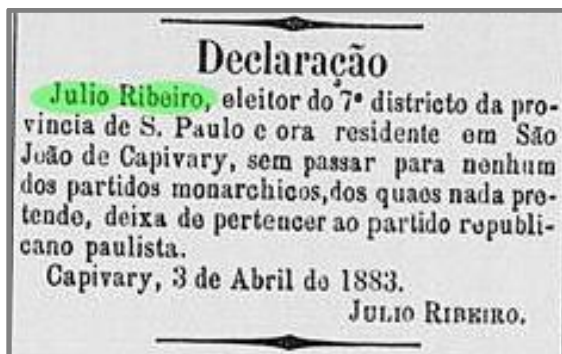 Declaração
Julio Ribeiro, eleitor do 7º districto da pro-
vincia de S. Paulo e ora residente em São
João de Capivary, sem passar para nenhum
dos partidos monarchicos, dos quaes nada pre-
tende, deixa de pertencer ao partido republi-
cano paulista.
Capivary, 3 de Abril de 1883.
JULIO RIBEIRO.